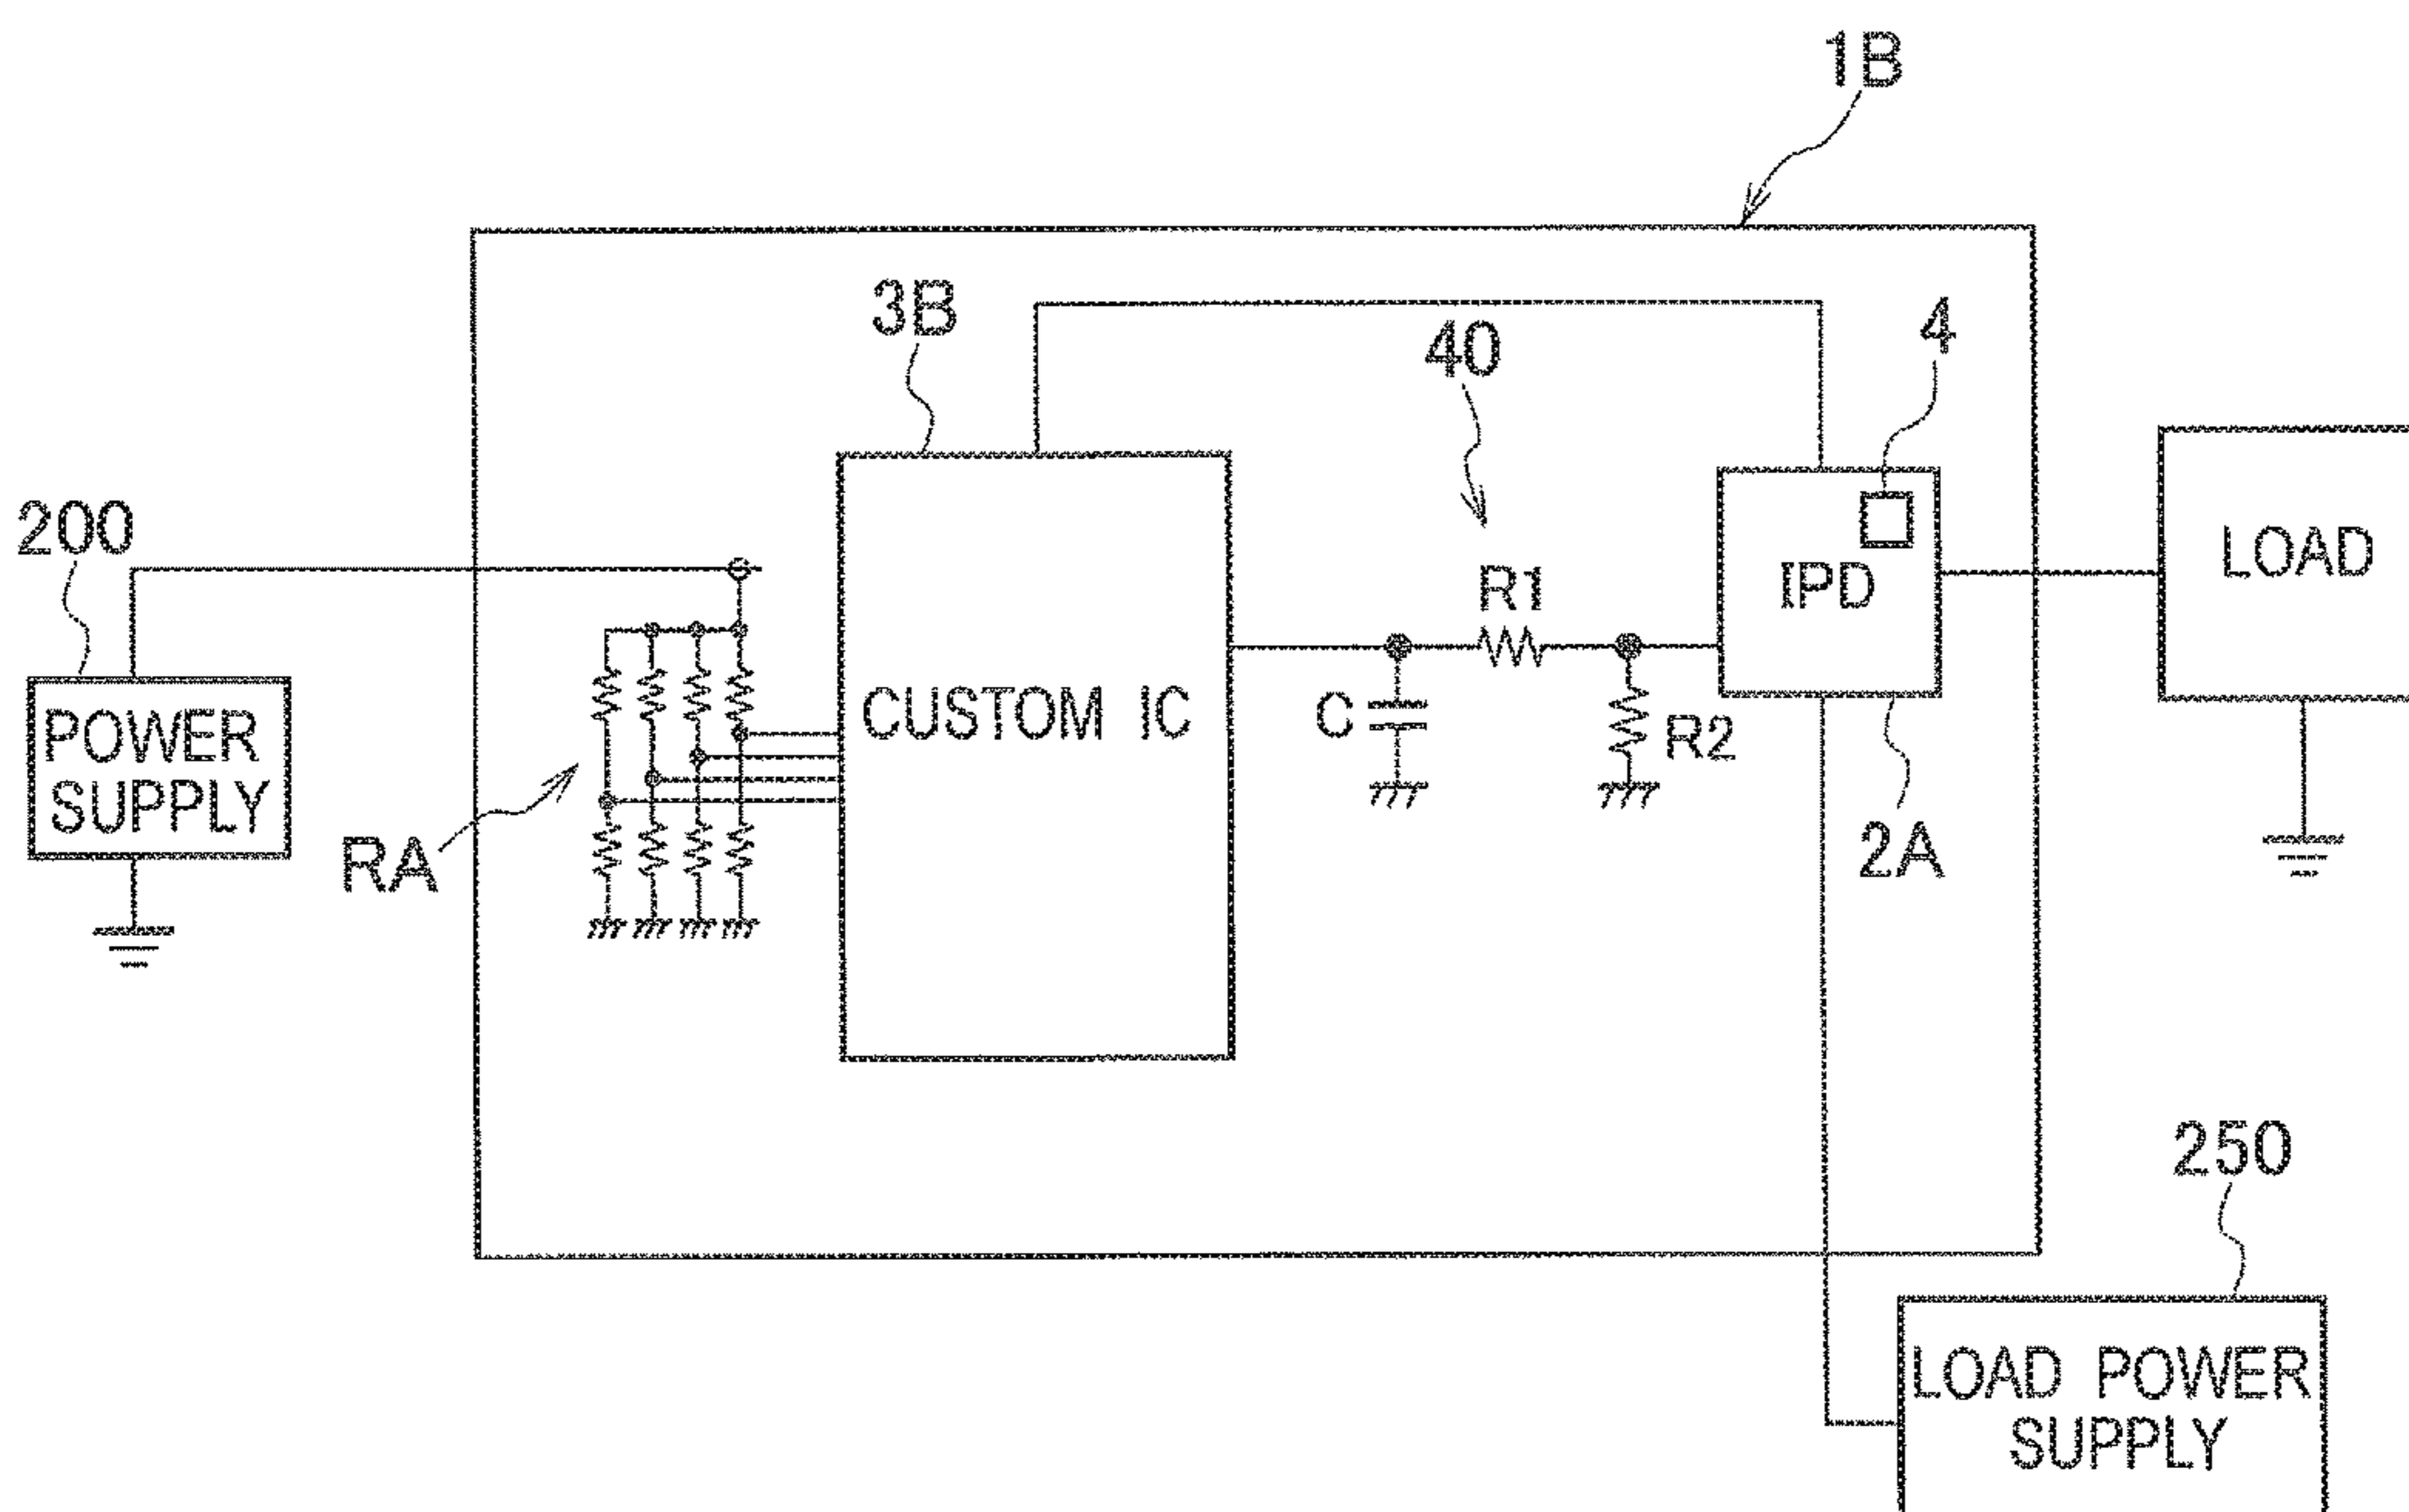 1B
3B
40
4
200
R1
IPD
LOAD
POWER
SUPPLY
CUSTOM IC
C
R2
RA
2A
250
LOAD POWER
SUPPLY